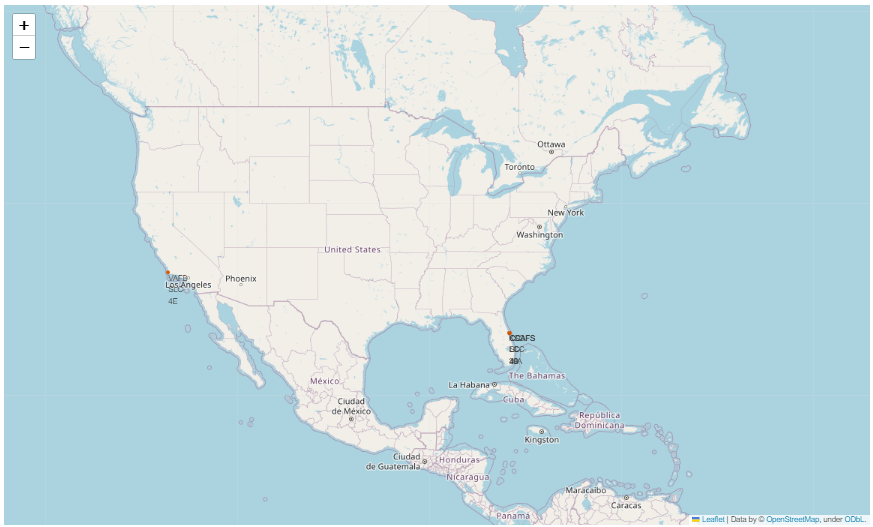 +
−
Ottawa
Toronto
New York
Washington
United States
VAFB
Los Angeles
Phoenix
4E
The Bahamas
La Habana
México
Cuba
Ciudad
de México
República
Dominicana
Kingston
Ciudad
de Guatemala
Honduras
Nicaragua
Maracaibo
Caracas
Panamá
Leaflet | Data by © OpenStreetMap, under ODbL.